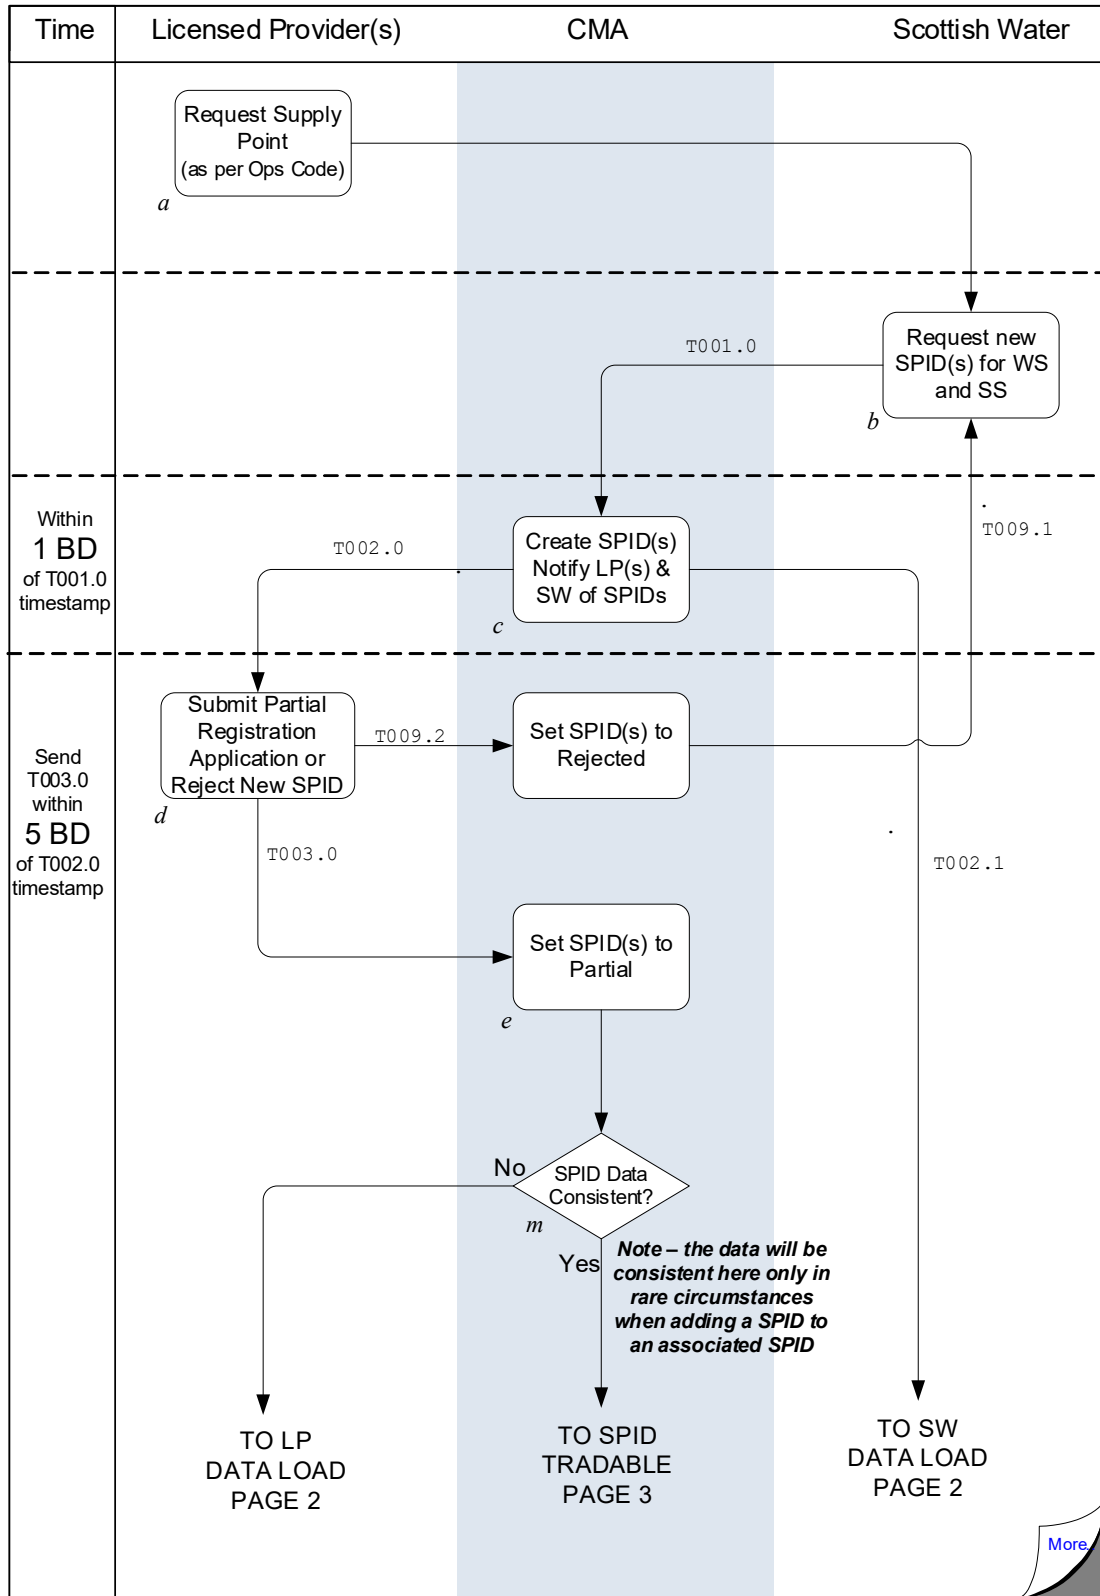 Time
Licensed Provider(s)
CMA
Scottish Water
Request Supply
Point
(as per Ops Code)
a
Request new
SPID(s) for WS
and SS
b
T001.0
Within
1 BD
of T001.0
timestamp
T002.0
Create SPID(s)
Notify LP(s) &
SW of SPIDs
c
T009.1
Send
T003.0
within
5 BD
of T002.0
timestamp
Submit Partial
Registration
Application or
Reject New SPID
d
T009.2
Set SPID(s) to
Rejected
T003.0
T002.1
Set SPID(s) to
Partial
e
No
SPID Data
Consistent?
m
Yes
Note – the data will be
consistent here only in
rare circumstances
when adding a SPID to
an associated SPID
TO LP
DATA LOAD
PAGE 2
TO SPID
TRADABLE
PAGE 3
TO SW
DATA LOAD
PAGE 2
More..